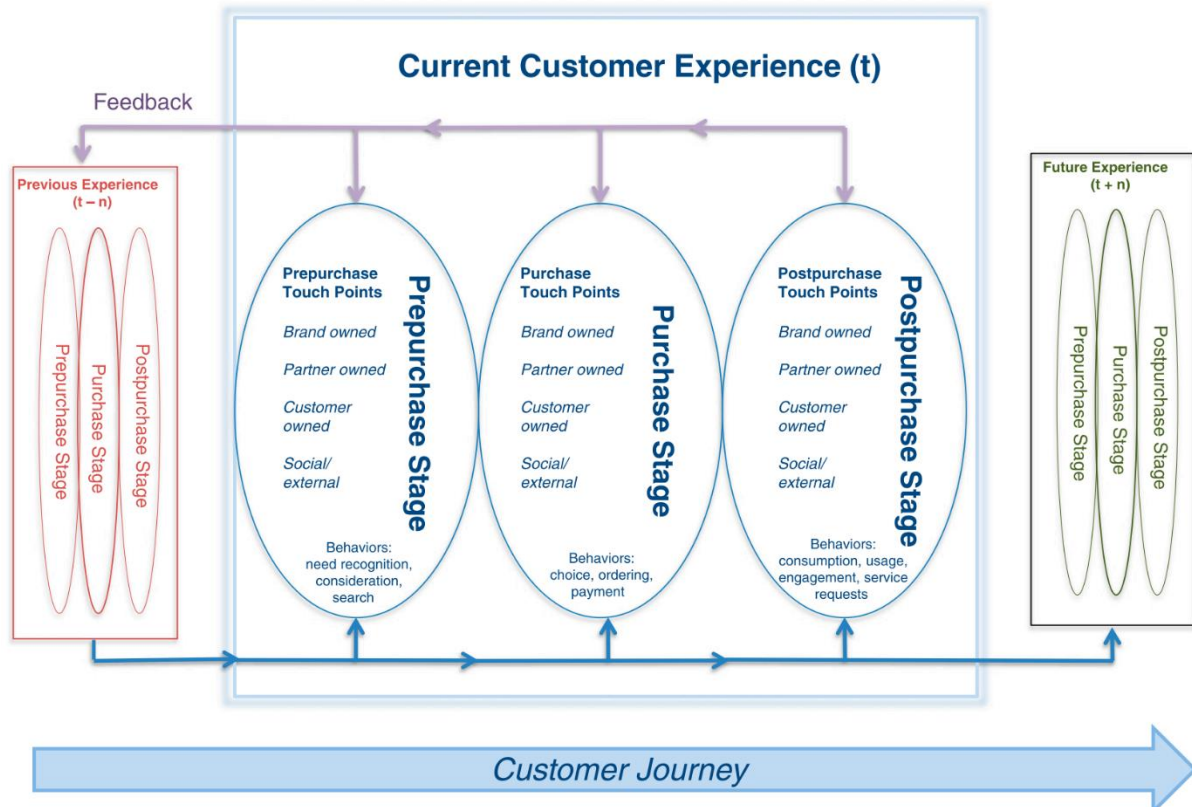 Current Customer Experience (t)
Feedback
Previous Experience
(t – n)
Prepurchase Stage
Purchase Stage
Postpurchase Stage
Prepurchase
Touch Points
Brand owned
Partner owned
Customer
owned
Social/
external
Behaviors:
need recognition,
consideration,
search
Prepurchase Stage
Purchase
Touch Points
Brand owned
Partner owned
Customer
owned
Social/
external
Behaviors:
choice, ordering,
payment
Purchase Stage
Postpurchase
Touch Points
Brand owned
Partner owned
Customer
owned
Social/
external
Behaviors:
consumption, usage,
engagement, service
requests
Postpurchase Stage
Future Experience
(t + n)
Prepurchase Stage
Purchase Stage
Postpurchase Stage
Customer Journey